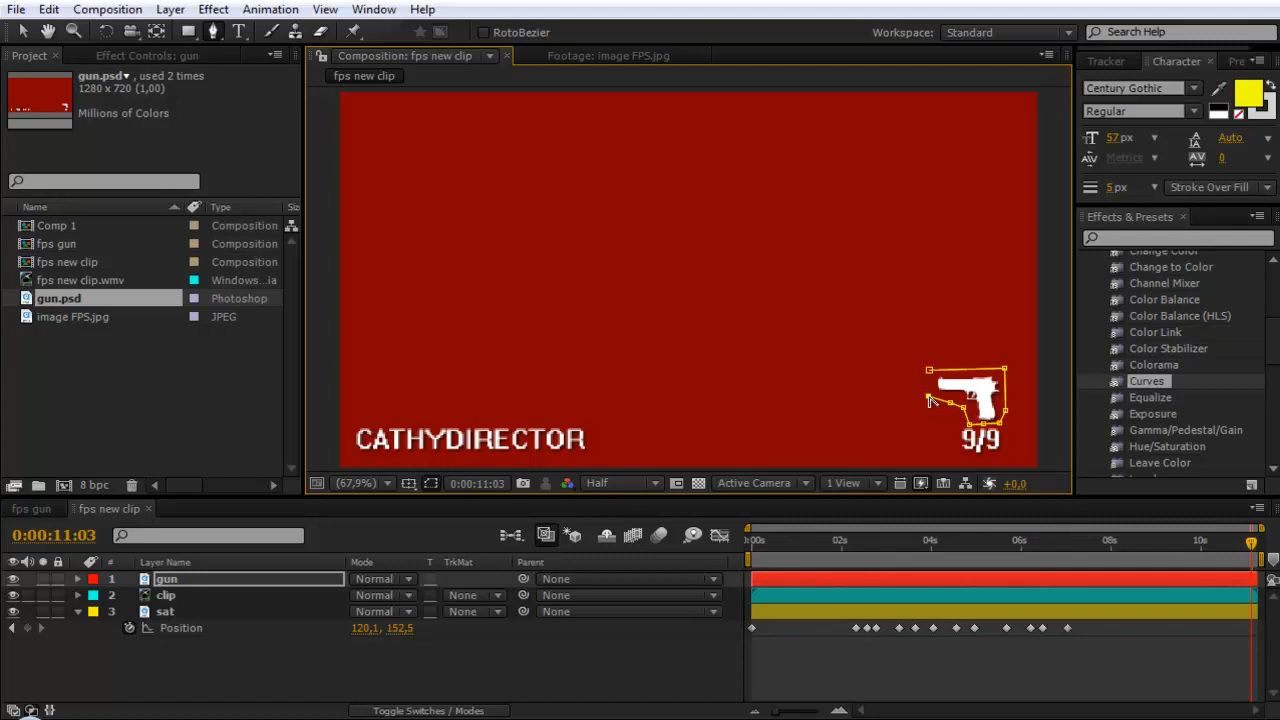 File Edit Composition Layer Effect Animation View Window Help
RotoBezier
Workspace: Standard
Search Help
Project
Effect Controls: gun
Composition: fps new clip
Footage: image FPS.jpg
Tracker
Character
Pre
fps new clip
gun.psd , used 2 times
1280 x 720 (1,00)
Millions of Colors
Century Gothic
Regular
57 px
Auto
Metrics
0
5 px
Stroke Over Fill
Name
Type
Comp 1
Composition
fps gun
Composition
fps new clip
Composition
fps new clip.wmv
Windows...ia
gun.psd
Photoshop
image FPS.jpg
JPEG
Effects & Presets
Change Color
Change to Color
Channel Mixer
Color Balance
Color Balance (HLS)
Color Link
Color Stabilizer
Colorama
Curves
Equalize
Exposure
Gamma/Pedestal/Gain
Hue/Saturation
Leave Color
CATHYDIRECTOR
9/9
8 bpc
(67,9%)
0:00:11:03
Half
Active Camera
1 View
+0,0
fps gun
fps new clip
0:00:11:03
:00s 02s 04s 06s 08s 10s
Layer Name
Mode
T
TrkMat
Parent
1 gun Normal None
2 clip Normal None None
3 sat Normal None None
Position 120,1, 152,5
Toggle Switches / Modes